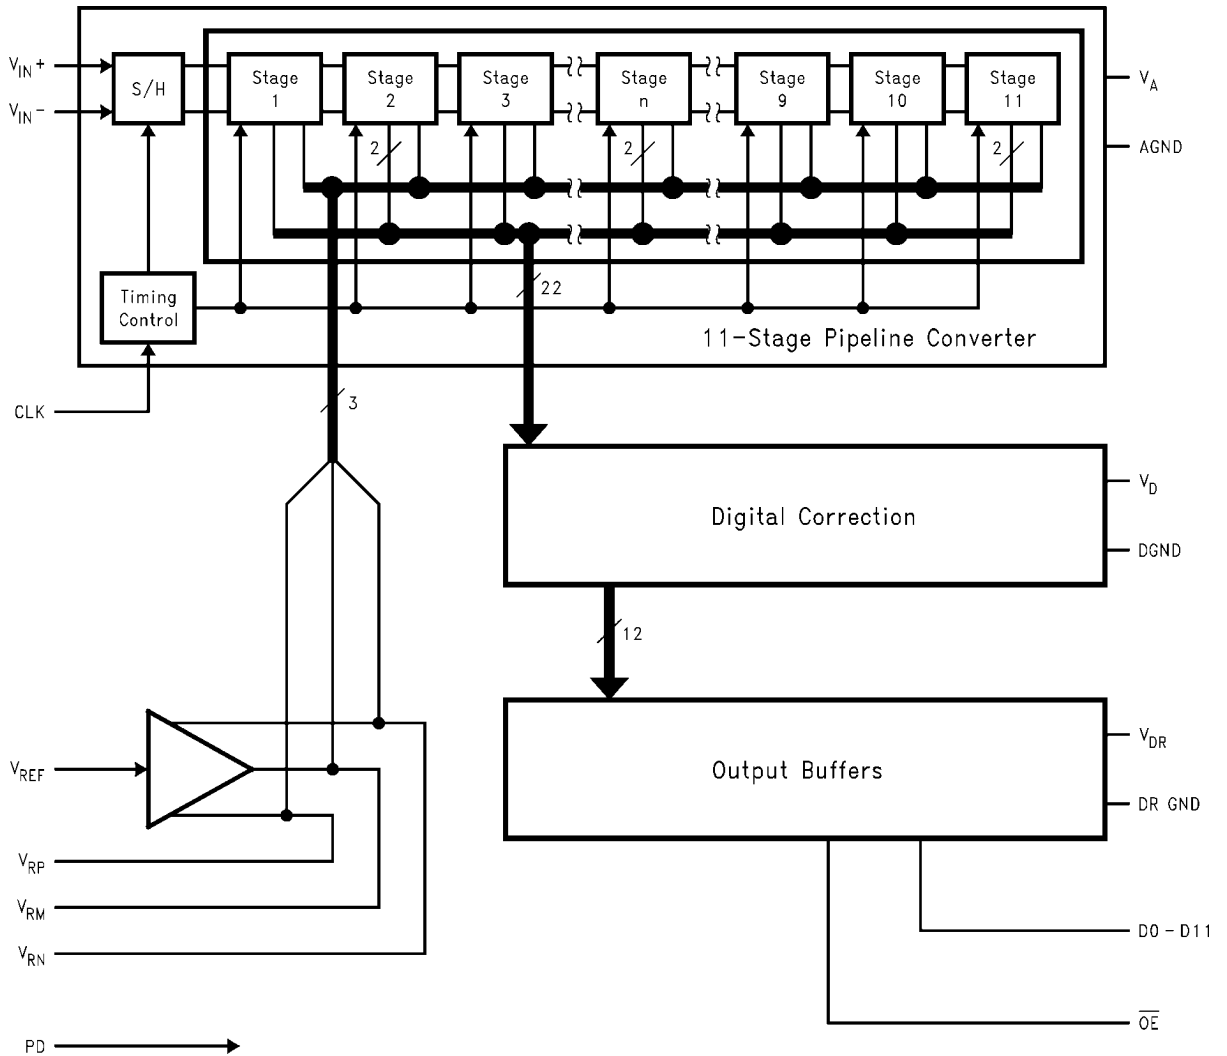 V_IN+
V_IN-
S/H
Stage 1
Stage 2
Stage 3
Stage n
Stage 9
Stage 10
Stage 11
V_A
AGND
2
2
2
22
Timing Control
11-Stage Pipeline Converter
CLK
3
Digital Correction
V_D
DGND
12
V_REF
Output Buffers
V_DR
DR GND
V_RP
V_RM
V_RN
D0-D11
O̅E̅
PD